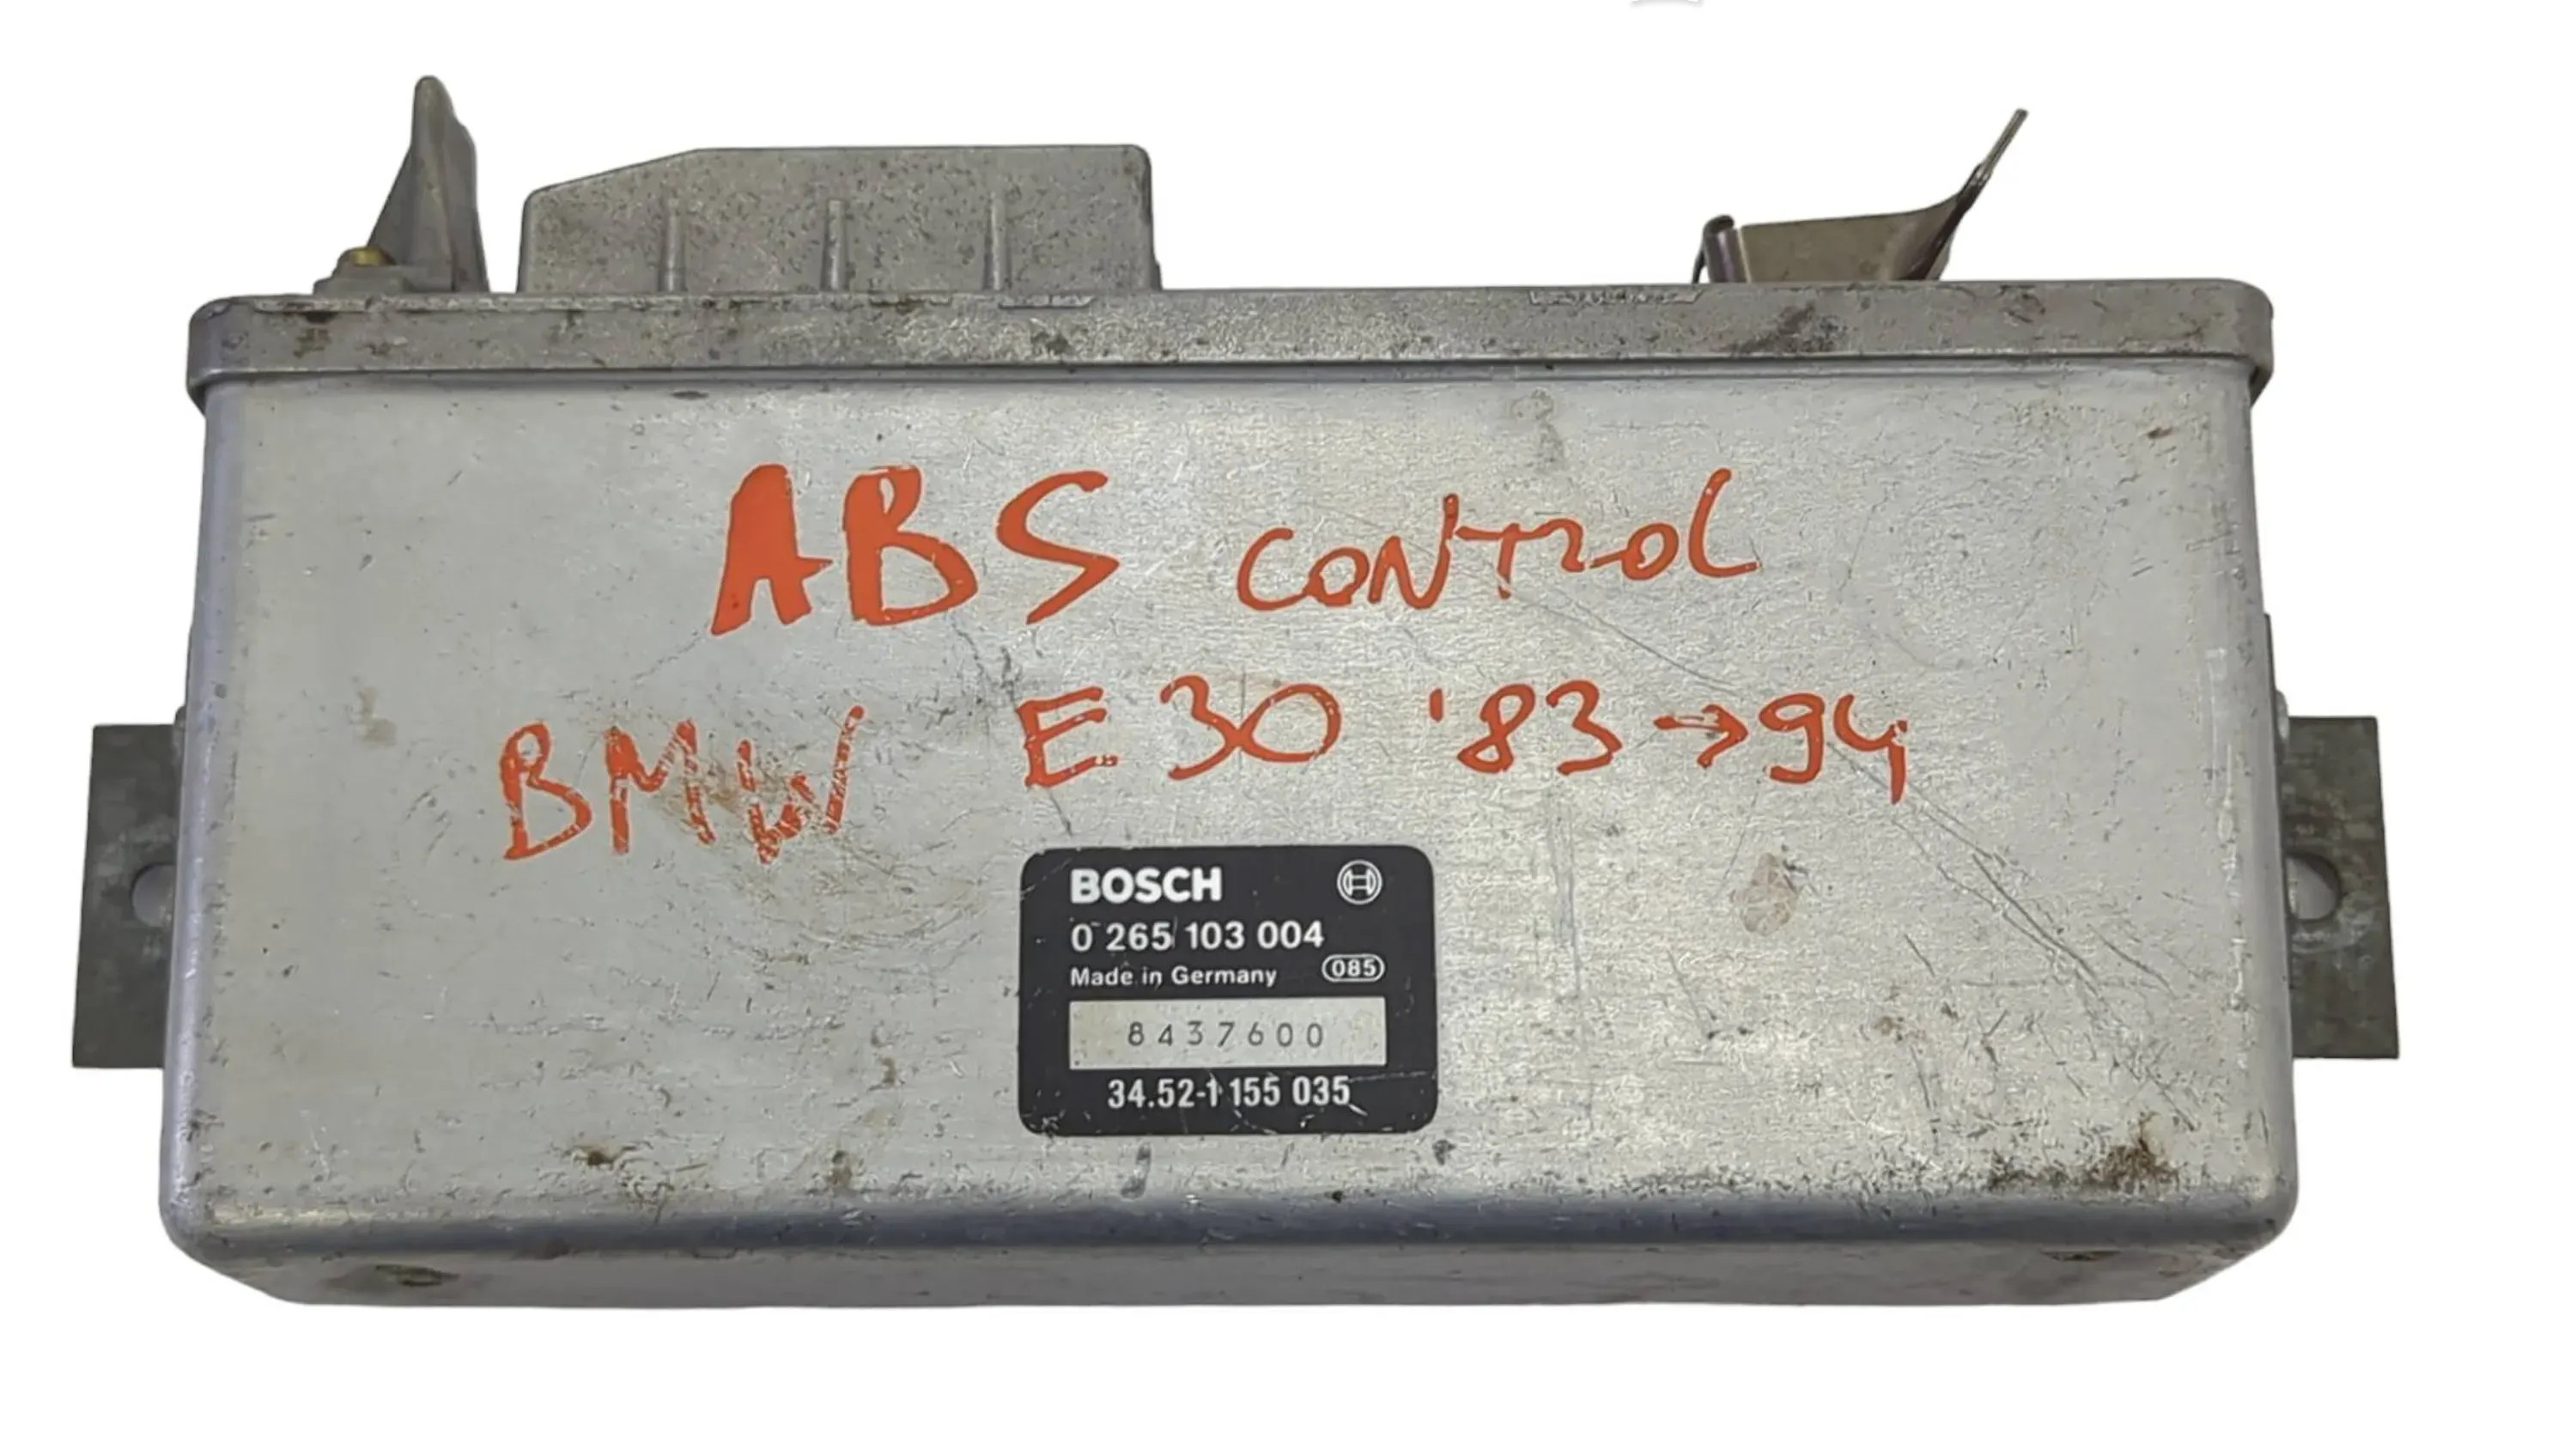 ABS CONTROL
BMW E30 '83→94
BOSCH
0 265 103 004
Made in Germany 085
8437600
34.52-1 155 035